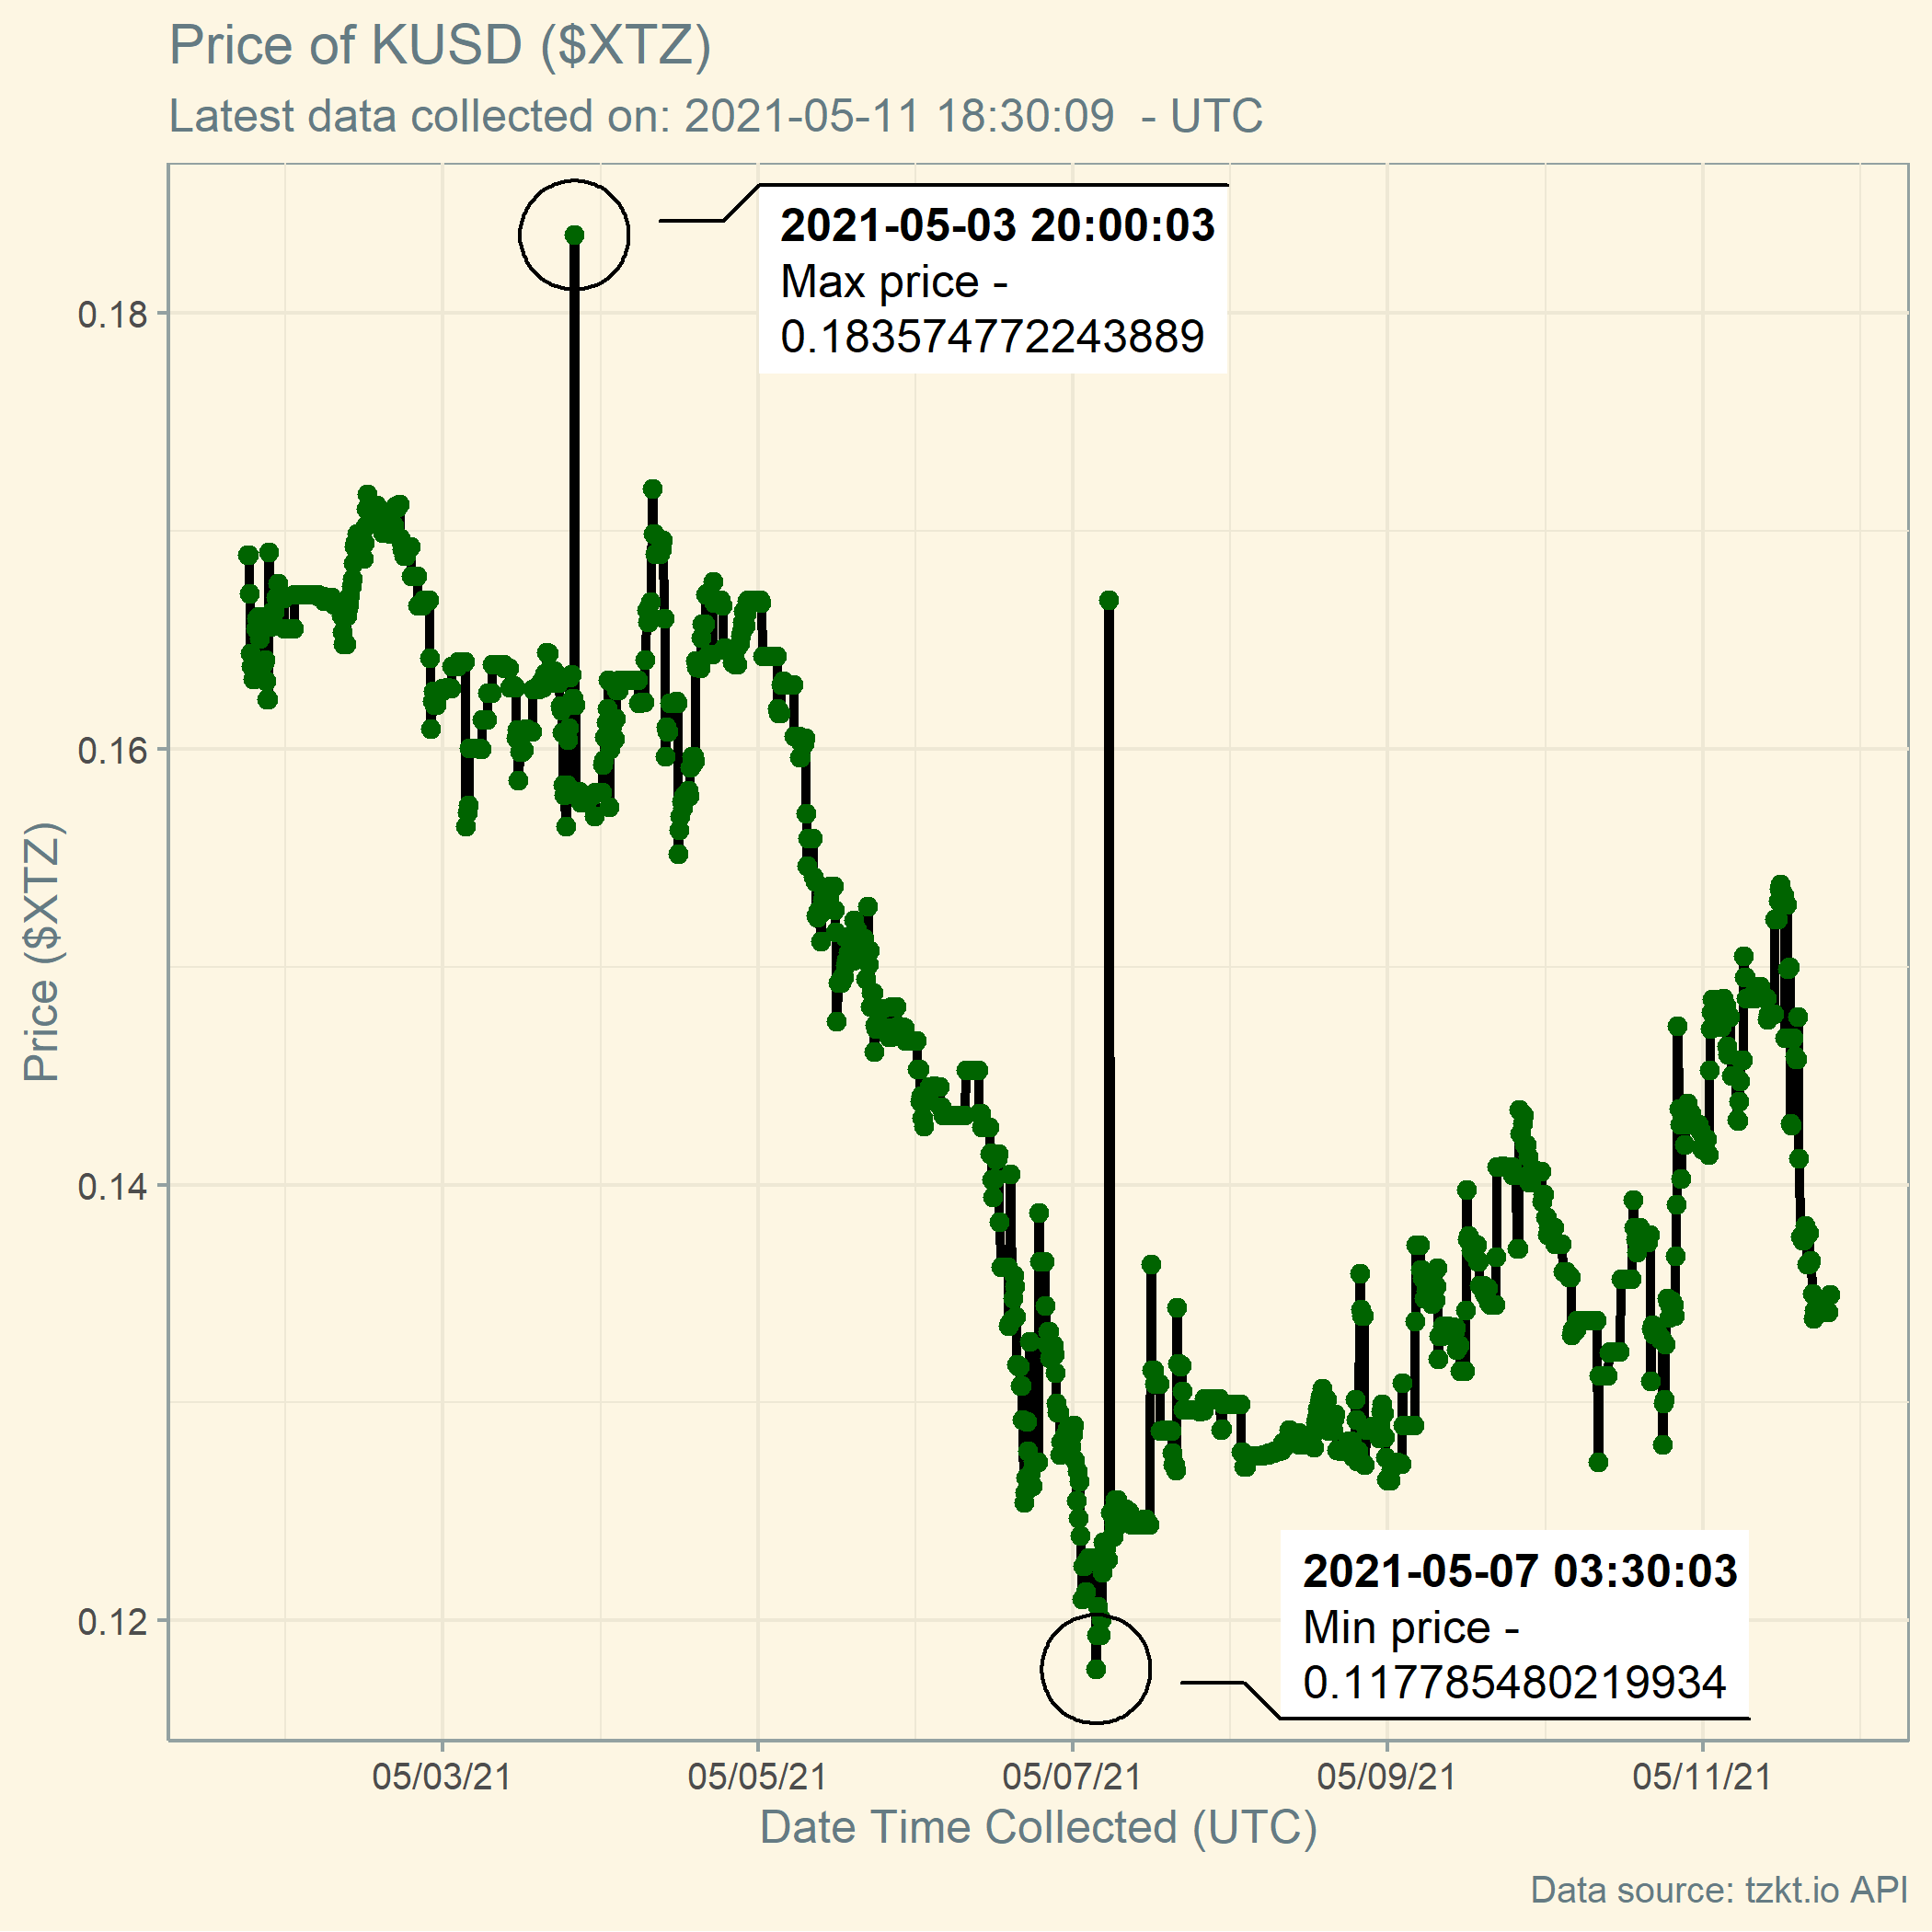 Price of KUSD ($XTZ)
Latest data collected on: 2021-05-11 18:30:09  - UTC
2021-05-03 20:00:03
Max price -
0.183574772243889
0.18
0.16
0.14
0.12
Price ($XTZ)
2021-05-07 03:30:03
Min price -
0.117785480219934
05/03/21
05/05/21
05/07/21
05/09/21
05/11/21
Date Time Collected (UTC)
Data source: tzkt.io API